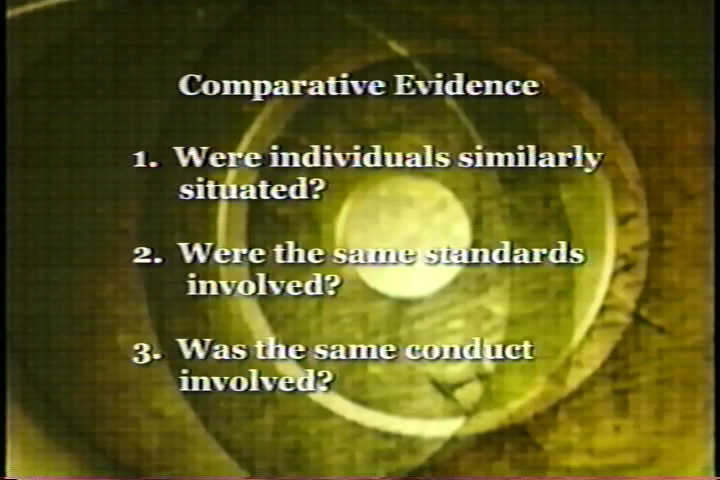 Comparative Evidence
1. Were individuals similarly
situated?
2. Were the same standards
involved?
3. Was the same conduct
involved?